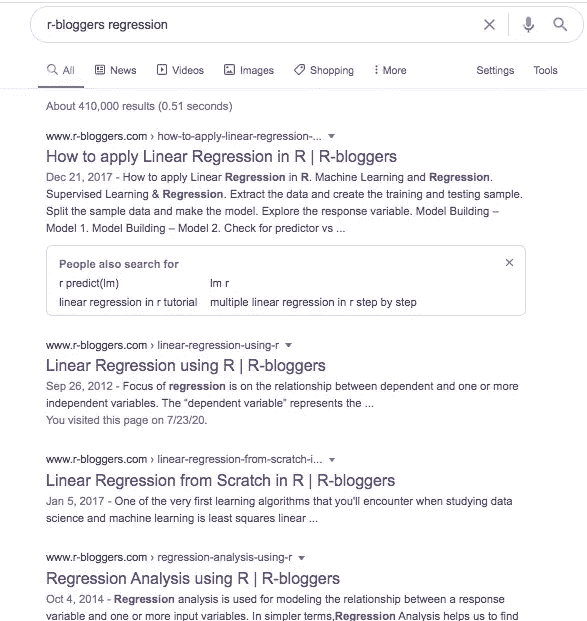 r-bloggers regression
All News Videos Images Shopping More Settings Tools
About 410,000 results (0.51 seconds)
www.r-bloggers.com › how-to-apply-linear-regression-...
How to apply Linear Regression in R | R-bloggers
Dec 21, 2017 - How to apply Linear Regression in R. Machine Learning and Regression.
Supervised Learning & Regression. Extract the data and create the training and testing sample.
Split the sample data and make the model. Explore the response variable. Model Building –
Model 1. Model Building – Model 2. Check for predictor vs ...
People also search for
r predict(lm) lm r
linear regression in r tutorial multiple linear regression in r step by step
www.r-bloggers.com › linear-regression-using-r
Linear Regression using R | R-bloggers
Sep 26, 2012 - Focus of regression is on the relationship between dependent and one or more
independent variables. The “dependent variable” represents the ...
You visited this page on 7/23/20.
www.r-bloggers.com › linear-regression-from-scratch-i...
Linear Regression from Scratch in R | R-bloggers
Jan 5, 2017 - One of the very first learning algorithms that you'll encounter when studying data
science and machine learning is least squares linear ...
www.r-bloggers.com › regression-analysis-using-r
Regression Analysis using R | R-bloggers
Oct 4, 2014 - Regression analysis is used for modeling the relationship between a response
variable and one or more input variables. In simpler terms,Regression Analysis helps us to find